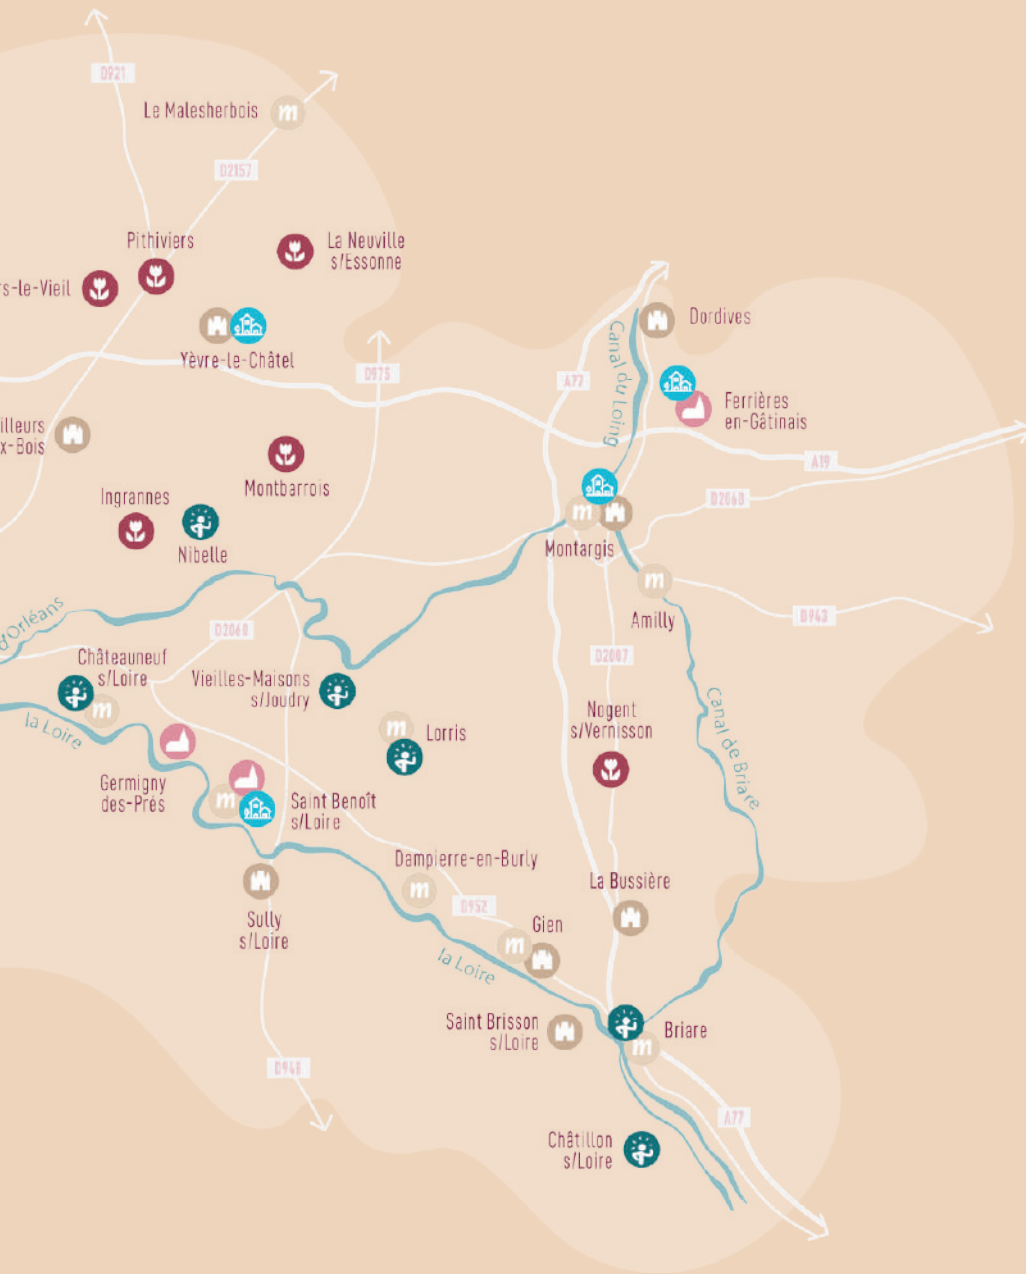 D921
Le Malesherbois
m
D2157
Pithiviers
La Neuville
s/Essonne
rs-le-Vieil
Dordives
Canal du Loing
Yèvre-le-Châtel
D975
A77
Ferrières
en-Gâtinais
illeurs
x-Bois
A19
Montbarrois
Ingrannes
D2060
m
Nibelle
Montargis
m
Amilly
d'Orléans
D943
D2060
Châteauneuf
s/Loire
D2007
Vieilles-Maisons
s/Joudry
m
la Loire
Canal de Briare
Nogent
s/Vernisson
m
Lorris
Germigny
des-Prés
m
Saint Benoît
s/Loire
Dampierre-en-Burly
m
La Bussière
D952
Sully
s/Loire
Gien
m
la Loire
Saint Brisson
s/Loire
Briare
m
D948
A77
Châtillon
s/Loire